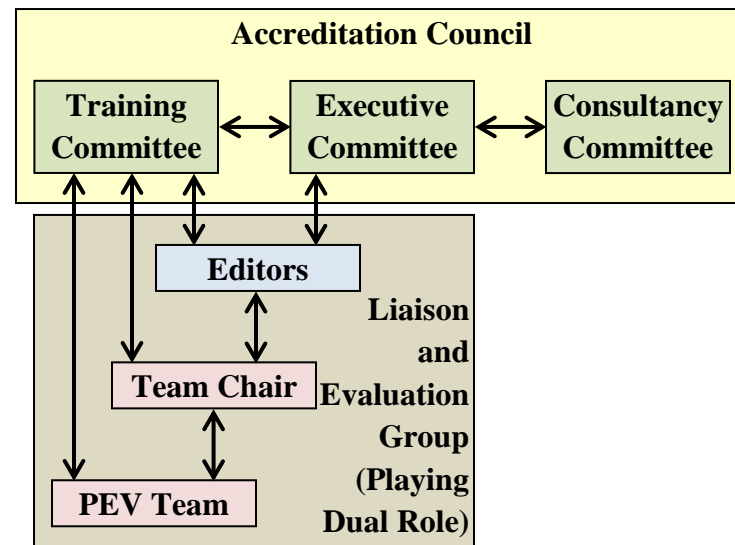 Accreditation Council
Training
Committee
Executive
Committee
Consultancy
Committee
Editors
Liaison
and
Evaluation
Group
(Playing
Dual Role)
Team Chair
PEV Team